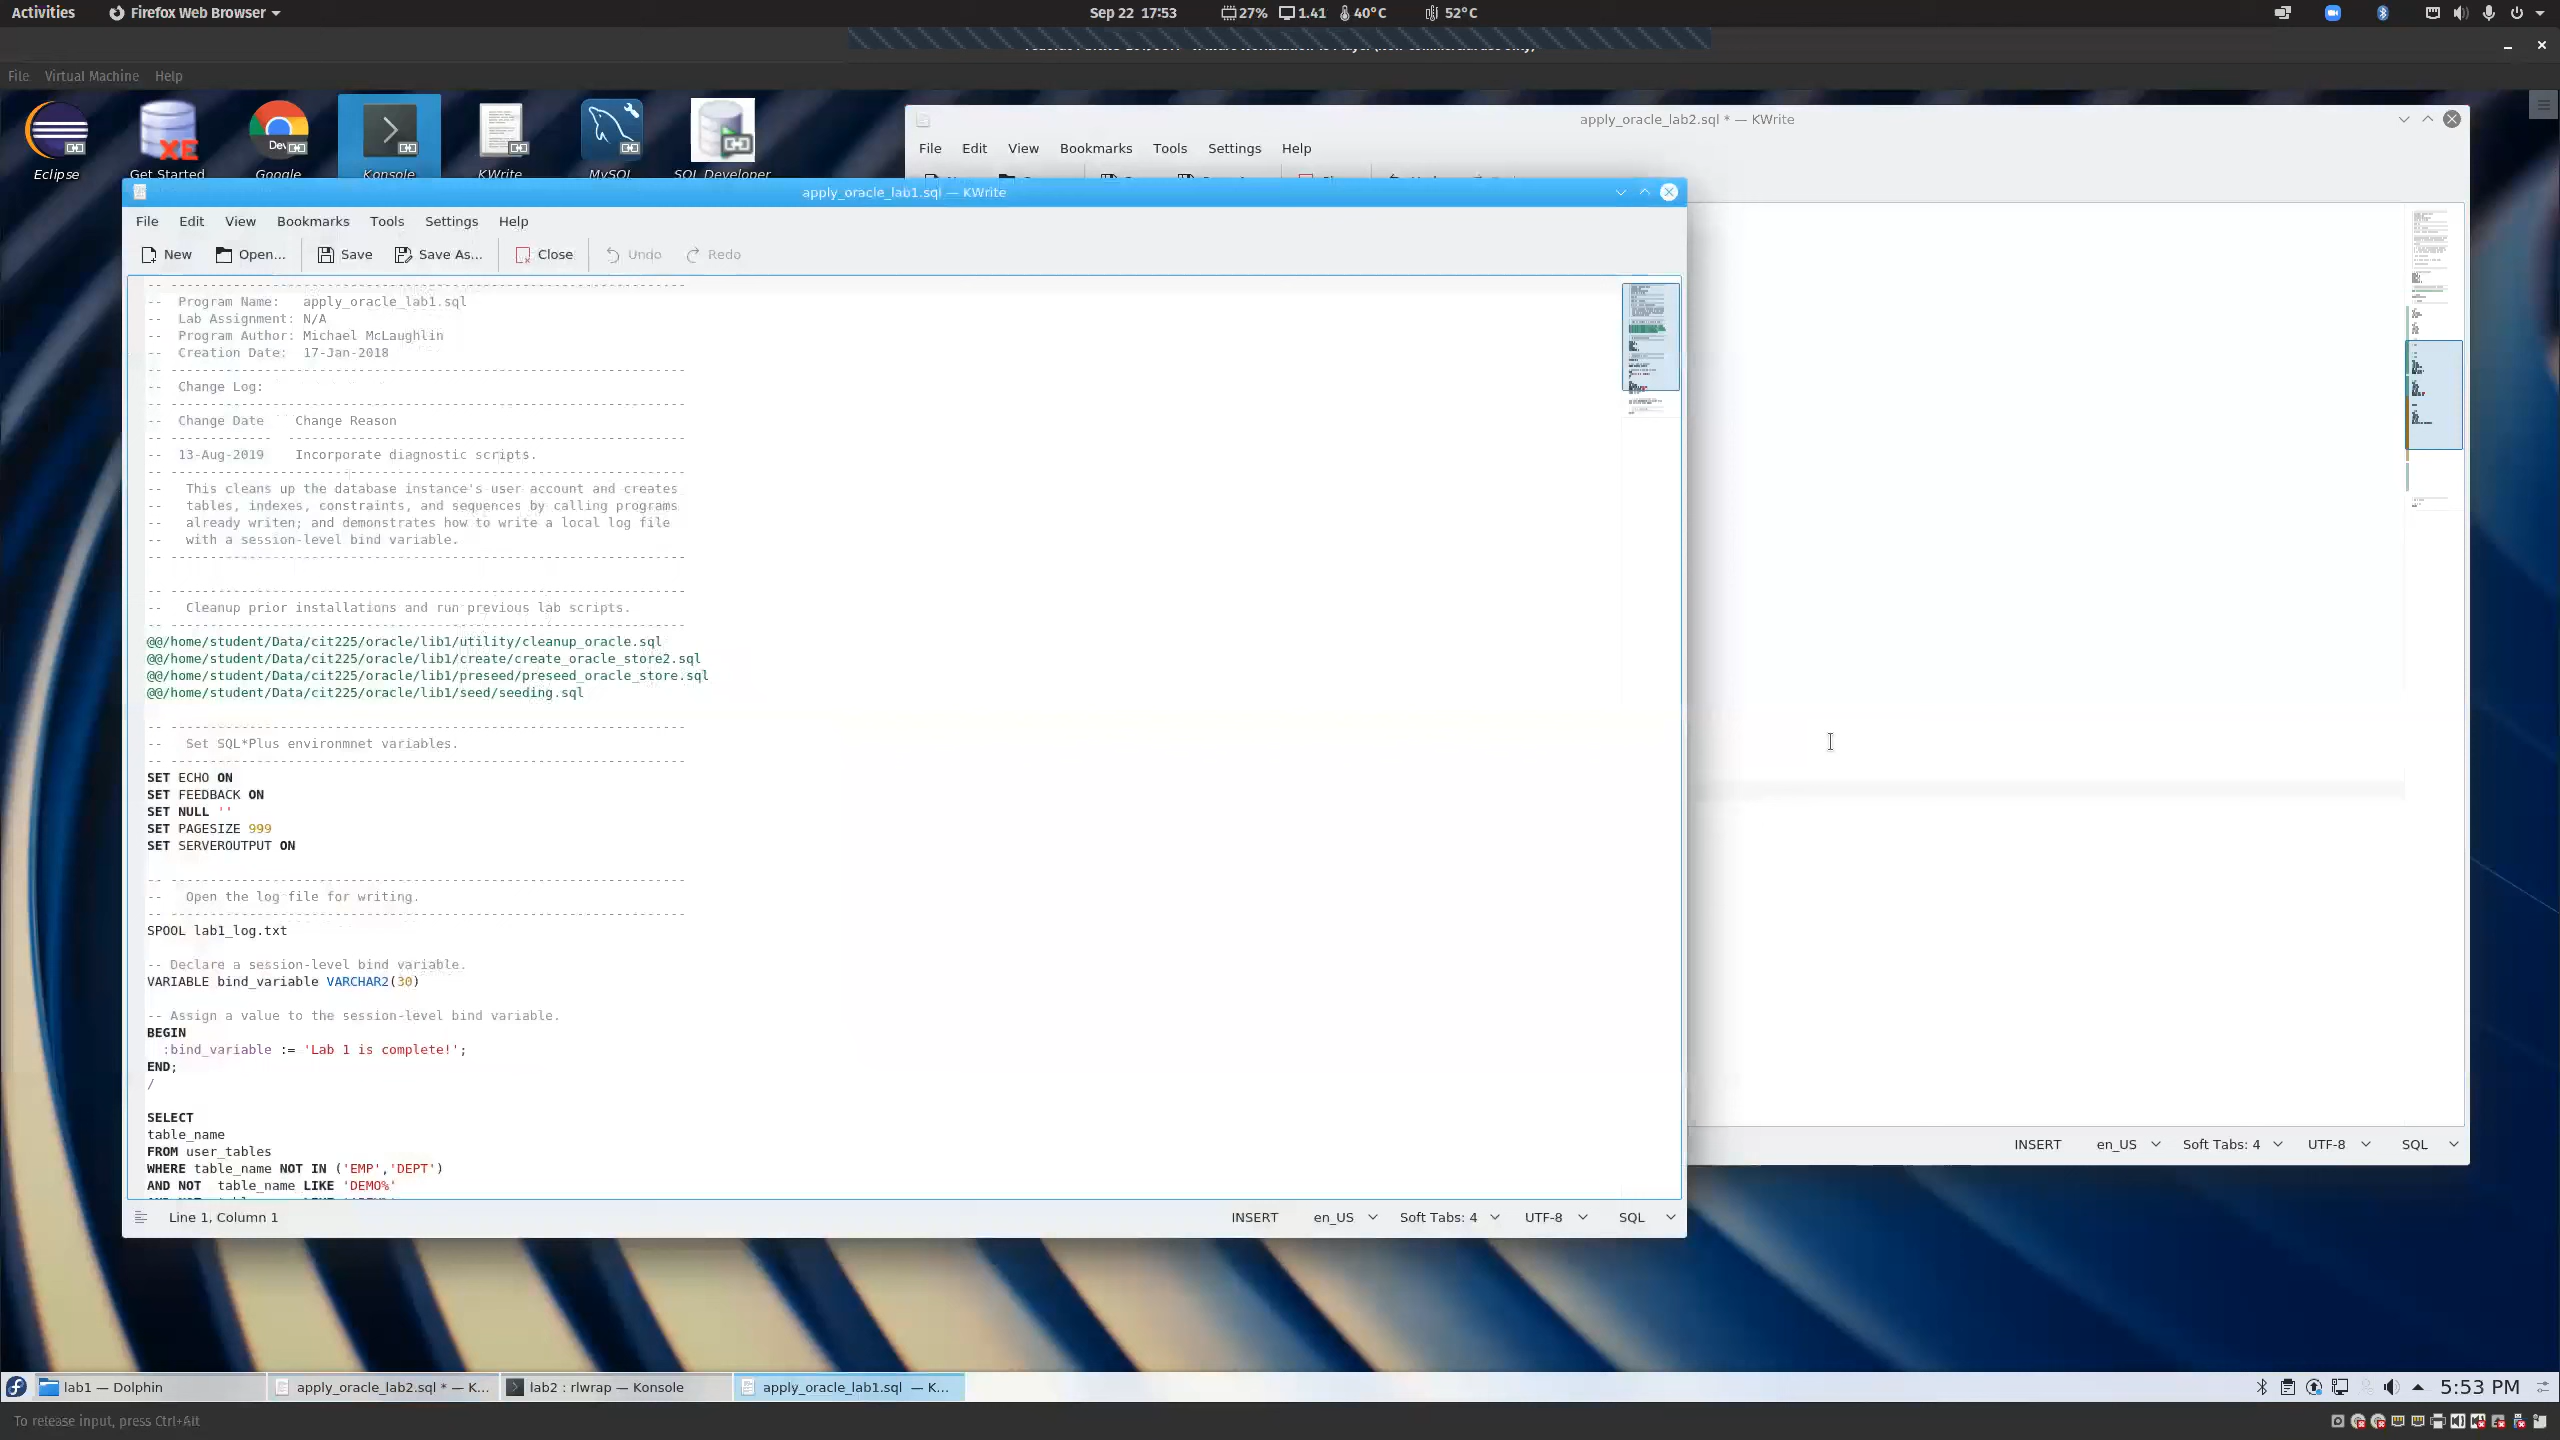 Activities Firefox Web Browser Sep 22 17:53 27% 1.41 40°C 52°C
File Virtual Machine Help
Eclipse
XE
Get Started
Dev
Google
Konsole
KWrite
MySQL
SQL Developer
apply_oracle_lab2.sql * — KWrite
File Edit View Bookmarks Tools Settings Help
apply_oracle_lab1.sql — KWrite
File Edit View Bookmarks Tools Settings Help
New Open... Save Save As... Close Undo Redo
-- ------------------------------------------------------------------
-- Program Name: apply_oracle_lab1.sql
-- Lab Assignment: N/A
-- Program Author: Michael McLaughlin
-- Creation Date: 17-Jan-2018
-- ------------------------------------------------------------------
-- Change Log:
-- ------------------------------------------------------------------
-- Change Date Change Reason
-- ------------- ---------------------------------------------------
-- 13-Aug-2019 Incorporate diagnostic scripts.
-- ------------------------------------------------------------------
-- This cleans up the database instance's user account and creates
-- tables, indexes, constraints, and sequences by calling programs
-- already writen; and demonstrates how to write a local log file
-- with a session-level bind variable.
-- ------------------------------------------------------------------
-- ------------------------------------------------------------------
-- Cleanup prior installations and run previous lab scripts.
-- ------------------------------------------------------------------
@@/home/student/Data/cit225/oracle/lib1/utility/cleanup_oracle.sql
@@/home/student/Data/cit225/oracle/lib1/create/create_oracle_store2.sql
@@/home/student/Data/cit225/oracle/lib1/preseed/preseed_oracle_store.sql
@@/home/student/Data/cit225/oracle/lib1/seed/seeding.sql
-- ------------------------------------------------------------------
-- Set SQL*Plus environmnet variables.
-- ------------------------------------------------------------------
SET ECHO ON
SET FEEDBACK ON
SET NULL ''
SET PAGESIZE 999
SET SERVEROUTPUT ON
-- ------------------------------------------------------------------
-- Open the log file for writing.
-- ------------------------------------------------------------------
SPOOL lab1_log.txt
-- Declare a session-level bind variable.
VARIABLE bind_variable VARCHAR2(30)
-- Assign a value to the session-level bind variable.
BEGIN
:bind_variable := 'Lab 1 is complete!';
END;
/
SELECT
table_name
FROM user_tables
WHERE table_name NOT IN ('EMP','DEPT')
AND NOT table_name LIKE 'DEMO%'
INSERT en_US Soft Tabs: 4 UTF-8 SQL
Line 1, Column 1 INSERT en_US Soft Tabs: 4 UTF-8 SQL
lab1 — Dolphin apply_oracle_lab2.sql * — K... lab2 : rlwrap — Konsole apply_oracle_lab1.sql — K... 5:53 PM
To release input, press Ctrl+Alt